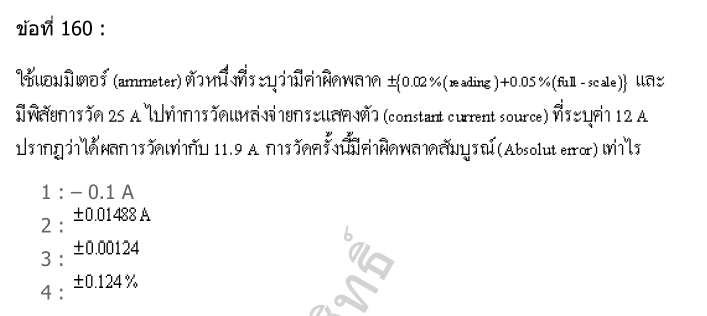 ข้อที่ 160 :
ใช้แอมมิเตอร์ (ammeter) ตัวหนึ่งที่ระบุว่ามีค่าผิดพลาด ±{0.02%(reading)+0.05%(full-scale)} และ
มีพิสัยการวัด 25 A ไปทำการวัดแหล่งจ่ายกระแสคงตัว (constant current source) ที่ระบุค่า 12 A
ปรากฏว่าได้ผลการวัดเท่ากับ 11.9 A การวัดครั้งนี้มีค่าผิดพลาดสัมบูรณ์ (Absolut error) เท่าไร
1 : – 0.1 A
2 : ±0.01488 A
3 : ±0.00124
4 : ±0.124%